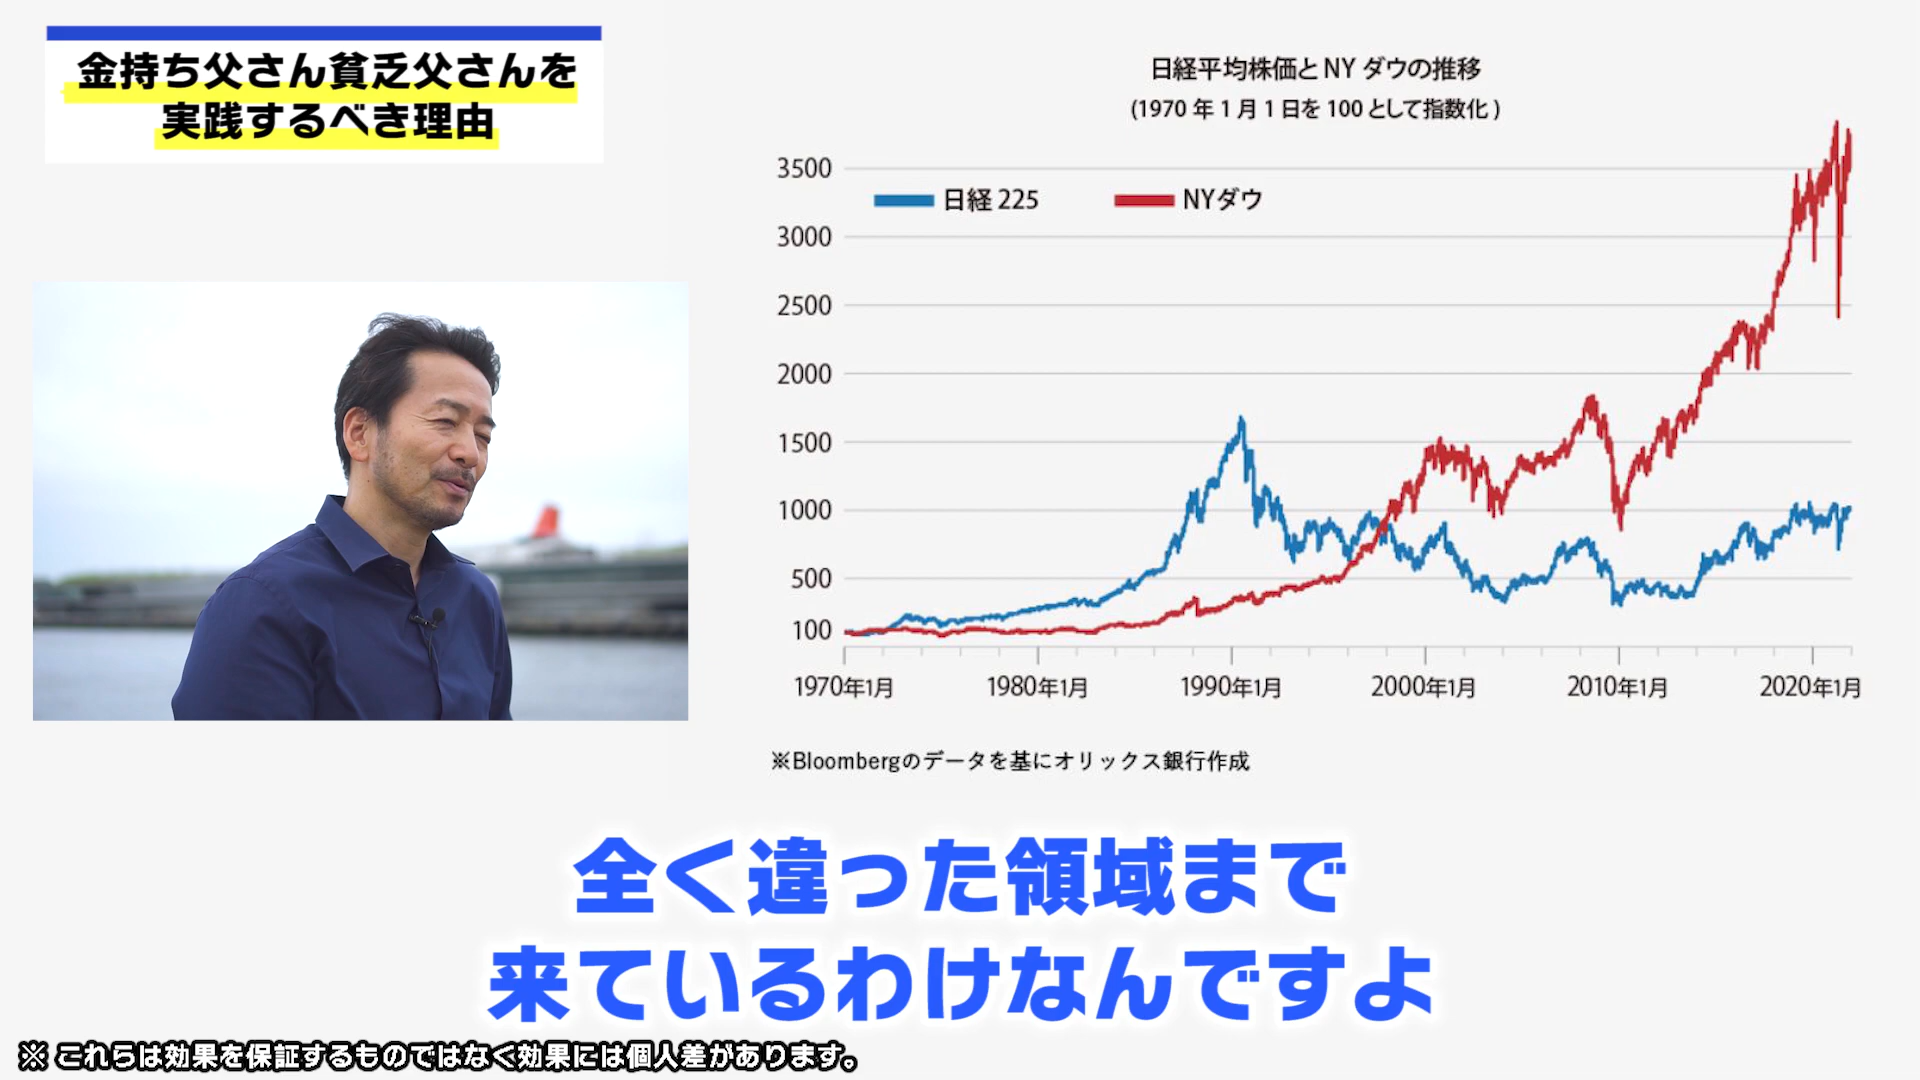 金持ち父さん貧乏父さんを
実践するべき理由
日経平均株価とNYダウの推移
(1970年1月1日を100として指数化)
3500
日経225
NYダウ
3000
2500
2000
1500
1000
500
100
1970年1月
1980年1月
1990年1月
2000年1月
2010年1月
2020年1月
※Bloombergのデータを基にオリックス銀行作成
全く違った領域まで
来ているわけなんですよ
※ これらは効果を保証するものではなく効果には個人差があります。